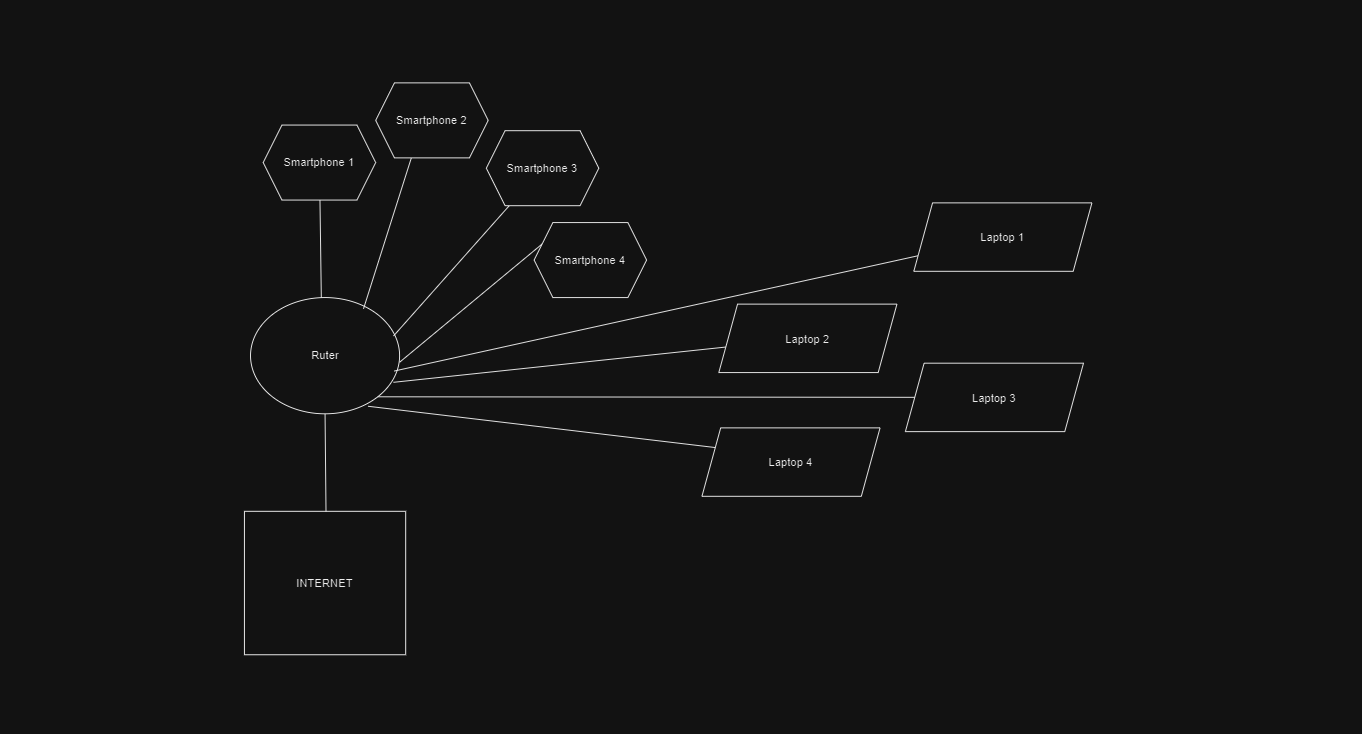 Smartphone 2
Smartphone 1
Smartphone 3
Smartphone 4
Laptop 1
Laptop 2
Ruter
Laptop 3
Laptop 4
INTERNET